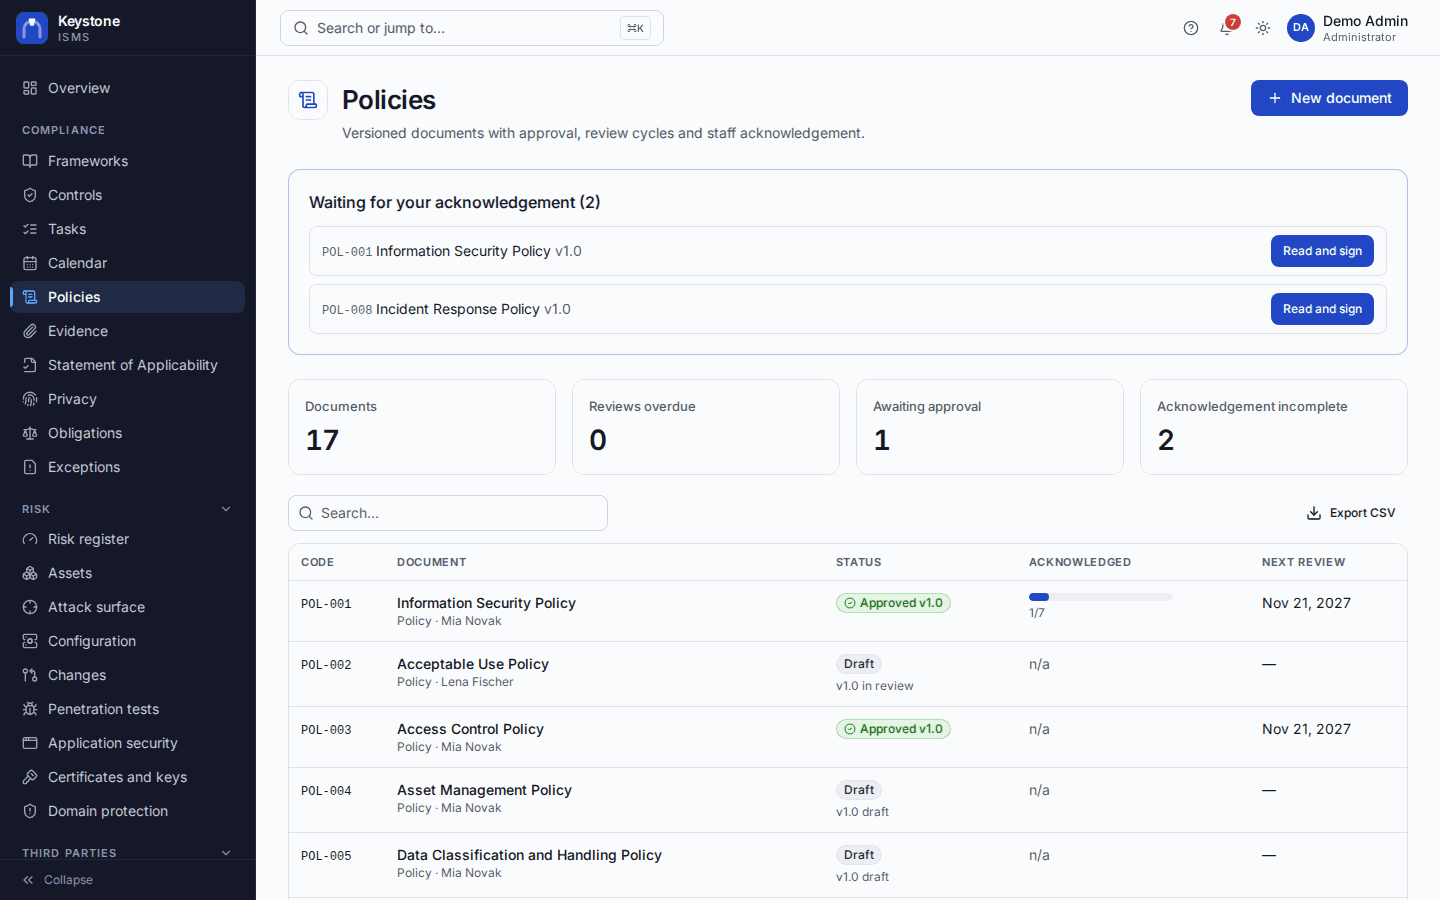 Keystone
ISMS
Search or jump to...
⌘K
7
DA
Demo Admin
Administrator
Overview
COMPLIANCE
Frameworks
Controls
Tasks
Calendar
Policies
Evidence
Statement of Applicability
Privacy
Obligations
Exceptions
RISK
Risk register
Assets
Attack surface
Configuration
Changes
Penetration tests
Application security
Certificates and keys
Domain protection
THIRD PARTIES
Collapse
Policies
Versioned documents with approval, review cycles and staff acknowledgement.
New document
Waiting for your acknowledgement (2)
POL-001 Information Security Policy v1.0
Read and sign
POL-008 Incident Response Policy v1.0
Read and sign
Documents
17
Reviews overdue
0
Awaiting approval
1
Acknowledgement incomplete
2
Search...
Export CSV
CODE DOCUMENT STATUS ACKNOWLEDGED NEXT REVIEW
POL-001 Information Security Policy Approved v1.0 Nov 21, 2027
Policy · Mia Novak 1/7
POL-002 Acceptable Use Policy Draft n/a —
Policy · Lena Fischer v1.0 in review
POL-003 Access Control Policy Approved v1.0 n/a Nov 21, 2027
Policy · Mia Novak
POL-004 Asset Management Policy Draft n/a —
Policy · Mia Novak v1.0 draft
POL-005 Data Classification and Handling Policy Draft n/a —
Policy · Mia Novak v1.0 draft